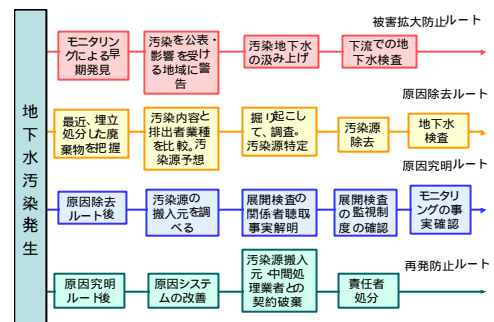 地下水汚染発生
被害拡大防止ルート
モニタリ
ングによる早
期発見
汚染を公表・
影響を受け
る地域に警
告
汚染地下水
の汲み上げ
下流での地
下水検査
原因除去ルート
最近、埋立
処分した廃
棄物を把握
汚染内容と
排出者業種
を比較。汚
染源予想
掘り起こし
て、調査。
汚染源特定
汚染源
除去
地下水
検査
原因究明ルート
原因除去
ルート後
汚染源の
搬入元を調
べる
展開検査の
関係者聴取
事実解明
展開検査
の監視制
度の確認
モニタリ
ングの事
実確認
再発防止ルート
原因究明
ルート後
原因システ
ムの改善
汚染源搬入
元・中間処
理業者との
契約破棄
責任者
処分